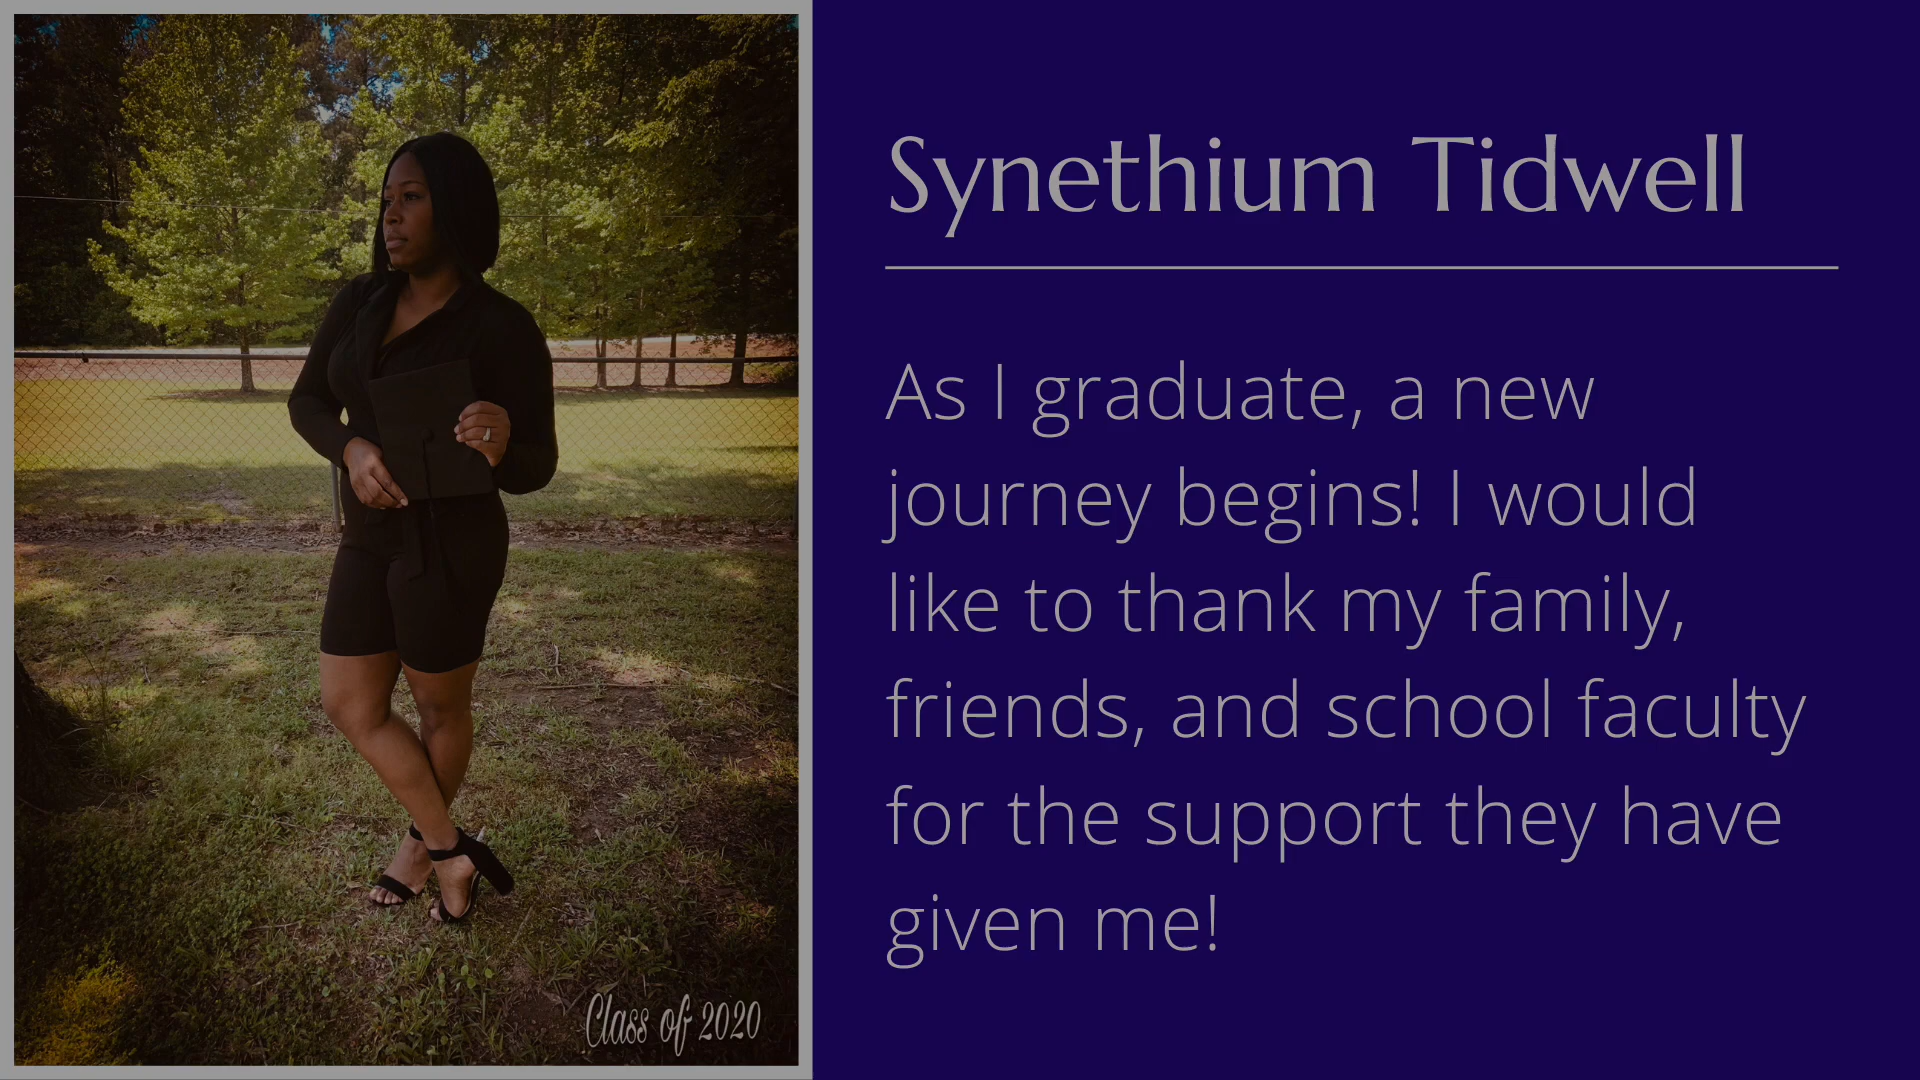 Synethium Tidwell
As I graduate, a new
journey begins! I would
like to thank my family,
friends, and school faculty
for the support they have
given me!
Class of 2020